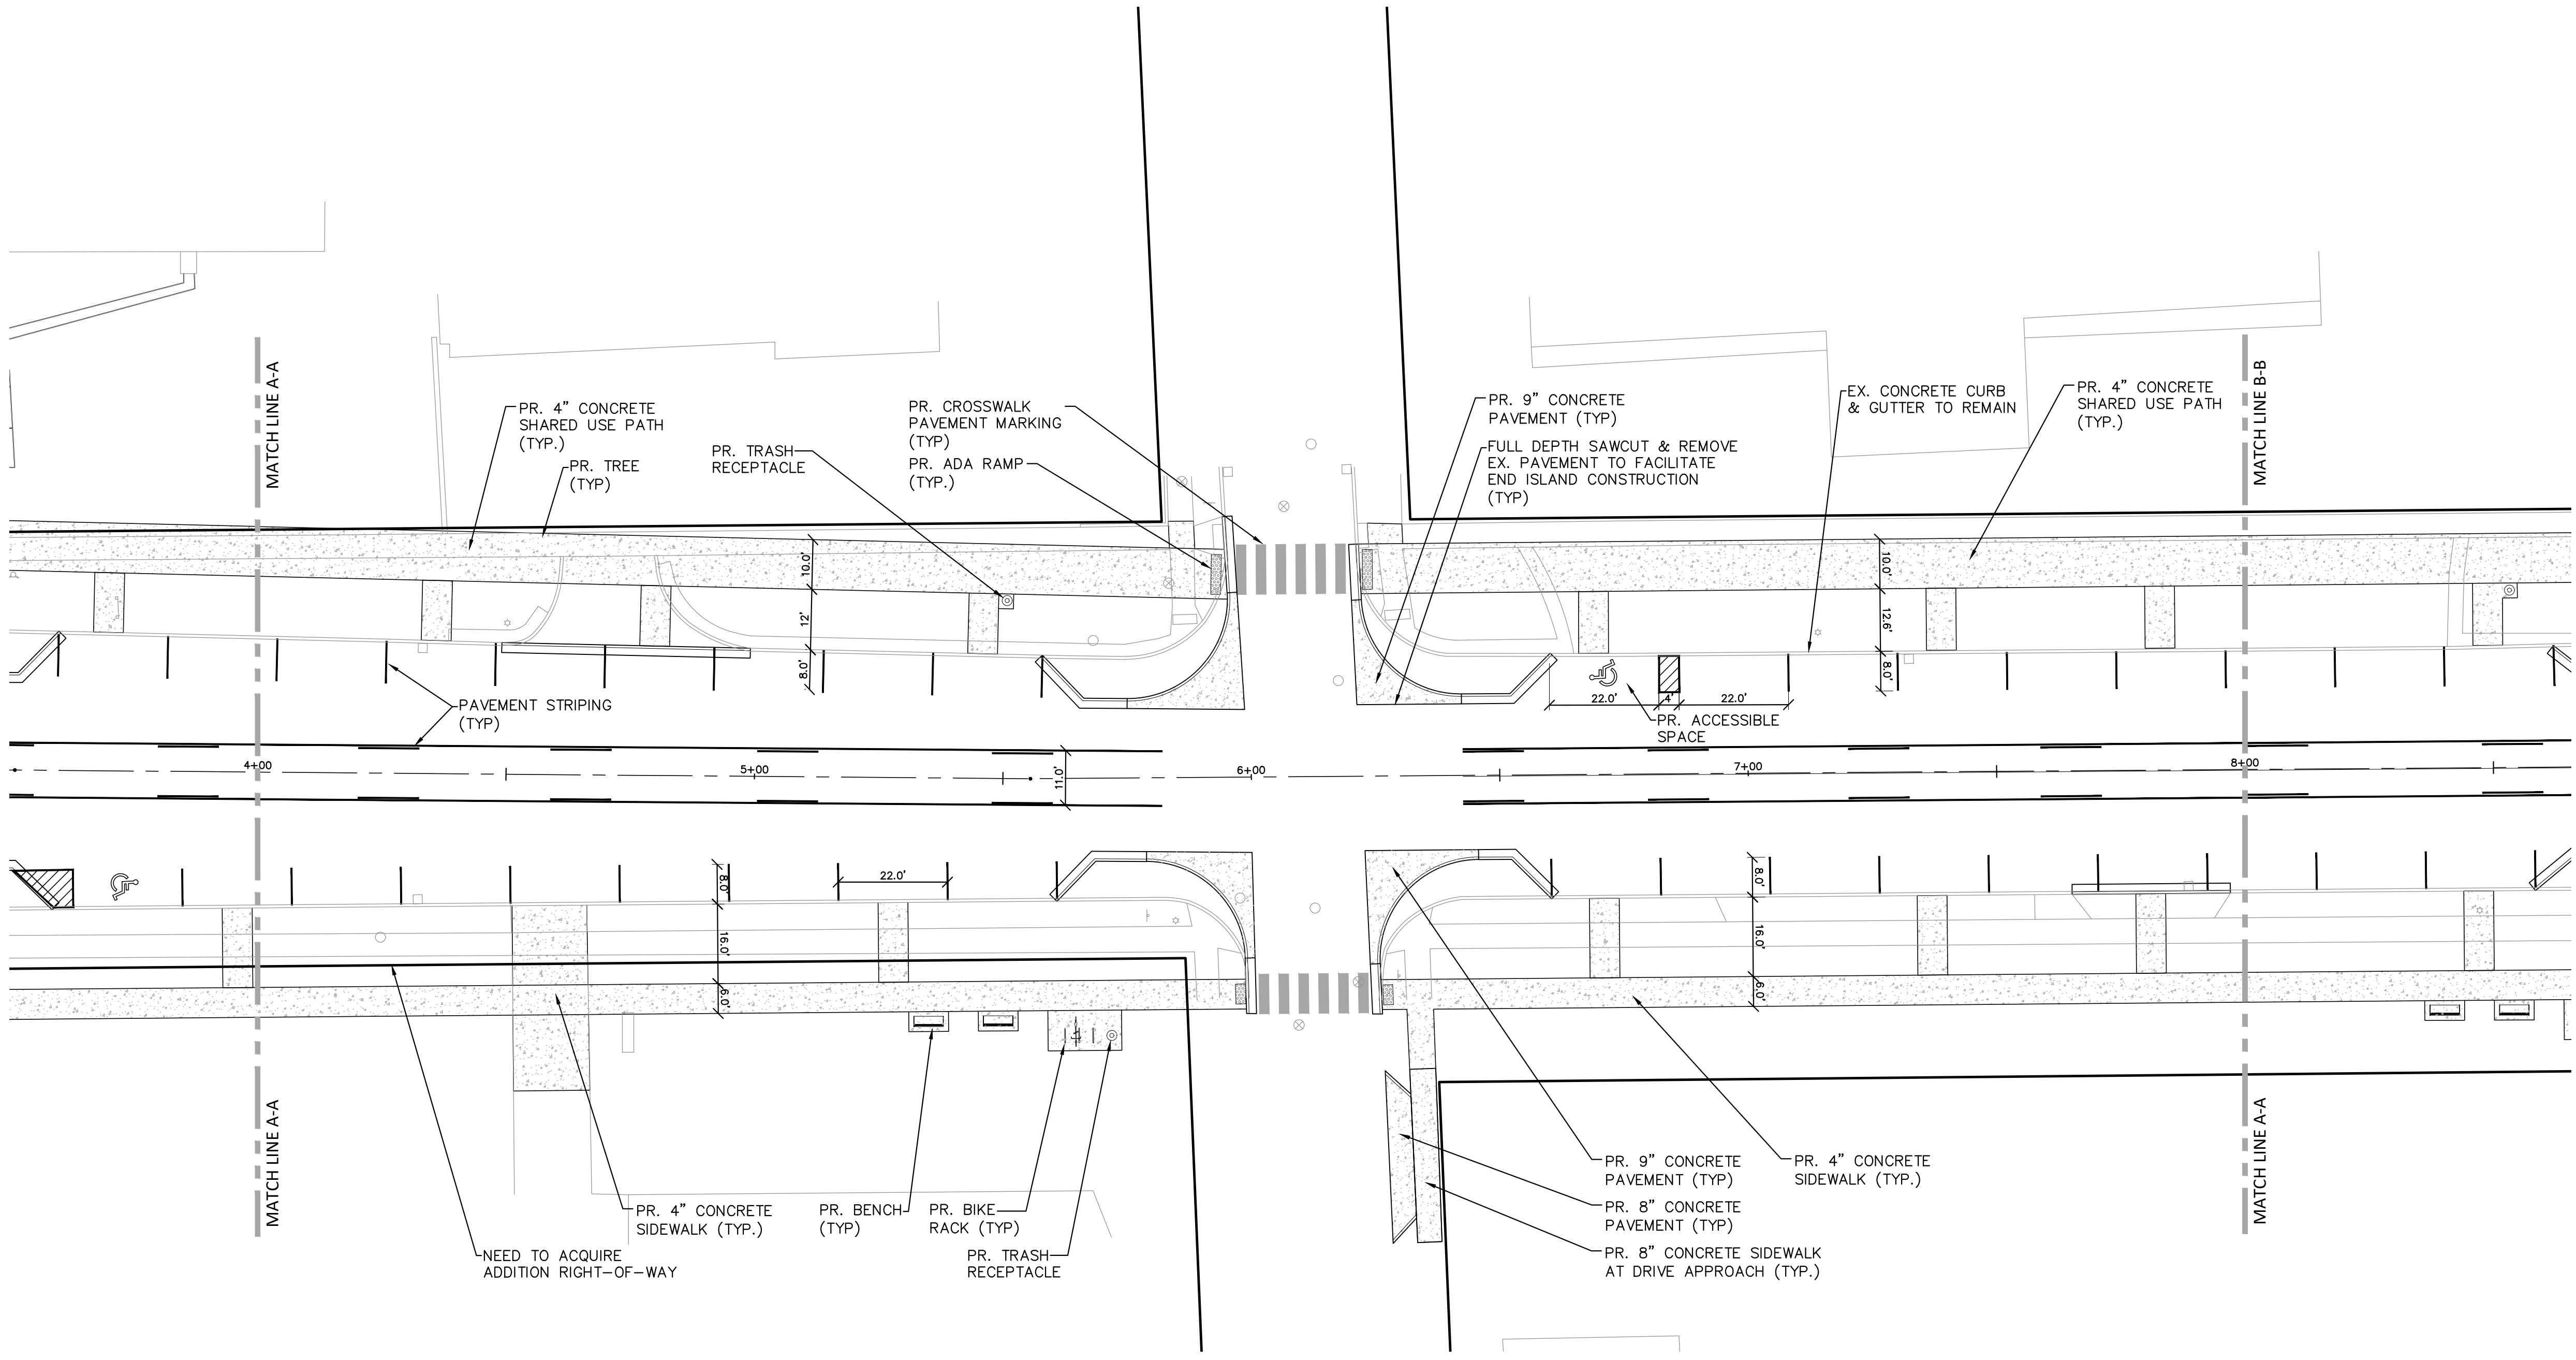 MATCH LINE A-A
MATCH LINE B-B
PR. 4" CONCRETE
SHARED USE PATH
(TYP.)
PR. TREE
(TYP)
PR. TRASH
RECEPTACLE
PR. CROSSWALK
PAVEMENT MARKING
(TYP)
PR. ADA RAMP
(TYP.)
PR. 9" CONCRETE
PAVEMENT (TYP)
FULL DEPTH SAWCUT & REMOVE
EX. PAVEMENT TO FACILITATE
END ISLAND CONSTRUCTION
(TYP)
EX. CONCRETE CURB
& GUTTER TO REMAIN
PR. 4" CONCRETE
SHARED USE PATH
(TYP.)
10.0'
12'
8.0'
10.0'
12.6'
8.0'
22.0'
4'
22.0'
PR. ACCESSIBLE
SPACE
PAVEMENT STRIPING
(TYP)
4+00
5+00
6+00
7+00
8+00
11.0'
8.0'
22.0'
16.0'
6.0'
8.0'
16.0'
6.0'
MATCH LINE A-A
MATCH LINE A-A
PR. 4" CONCRETE
SIDEWALK (TYP.)
NEED TO ACQUIRE
ADDITION RIGHT-OF-WAY
PR. BENCH
(TYP)
PR. BIKE
RACK (TYP)
PR. TRASH
RECEPTACLE
PR. 9" CONCRETE
PAVEMENT (TYP)
PR. 8" CONCRETE
PAVEMENT (TYP)
PR. 8" CONCRETE SIDEWALK
AT DRIVE APPROACH (TYP.)
PR. 4" CONCRETE
SIDEWALK (TYP.)